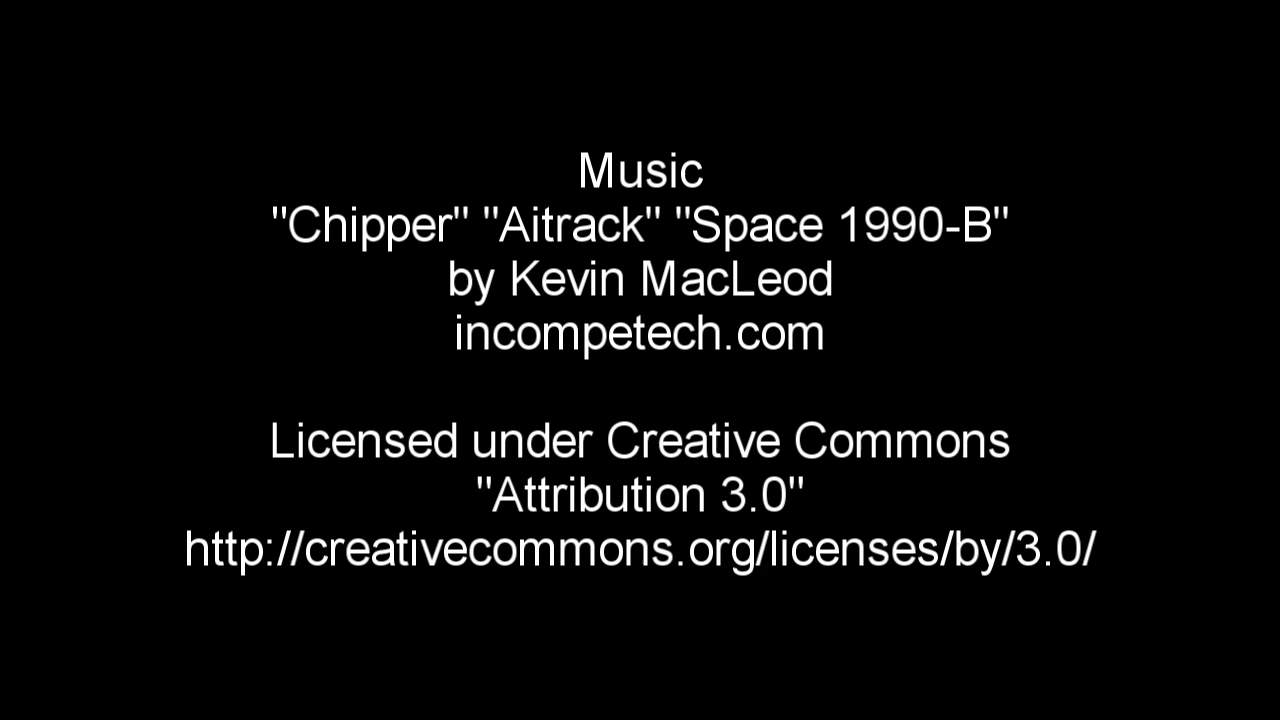 Music
"Chipper" "Aitrack" "Space 1990-B"
by Kevin MacLeod
incompetech.com
Licensed under Creative Commons
"Attribution 3.0"
http://creativecommons.org/licenses/by/3.0/